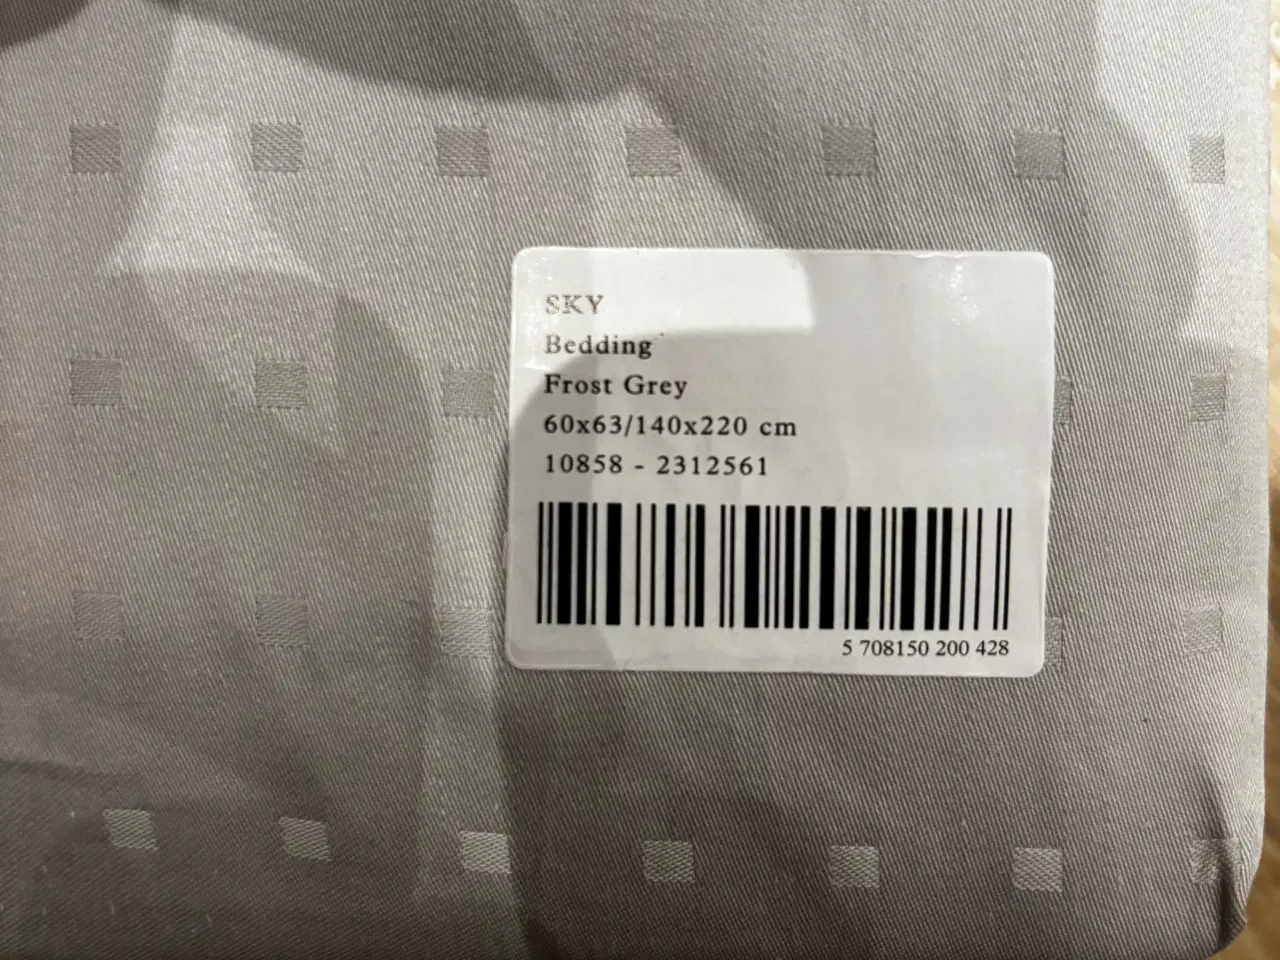 SKY
Bedding
Frost Grey
60x63/140x220 cm
10858 - 2312561
5 708150 200 428